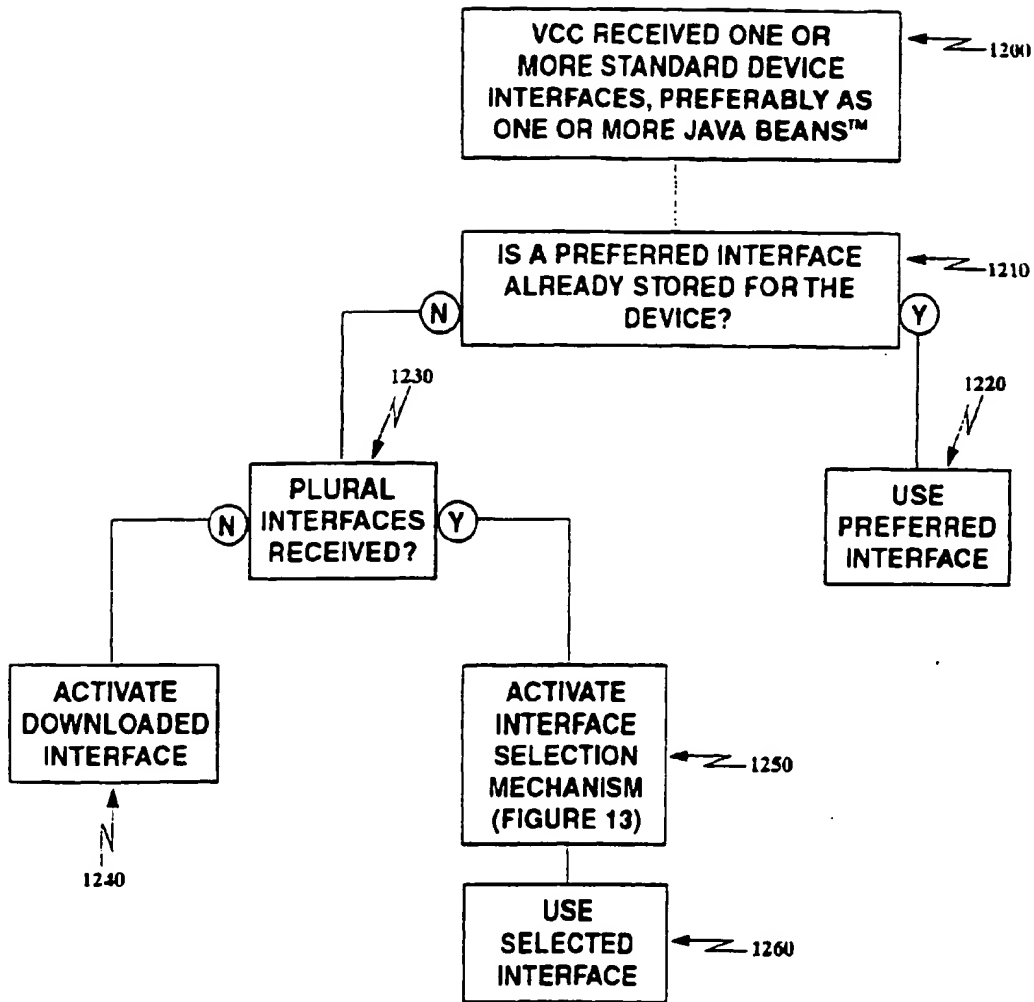 VCC RECEIVED ONE OR
MORE STANDARD DEVICE
INTERFACES, PREFERABLY AS
ONE OR MORE JAVA BEANS™
1200
IS A PREFERRED INTERFACE
ALREADY STORED FOR THE
DEVICE?
1210
N
Y
1230
1220
PLURAL
INTERFACES
RECEIVED?
N
Y
USE
PREFERRED
INTERFACE
ACTIVATE
DOWNLOADED
INTERFACE
1240
ACTIVATE
INTERFACE
SELECTION
MECHANISM
(FIGURE 13)
1250
USE
SELECTED
INTERFACE
1260